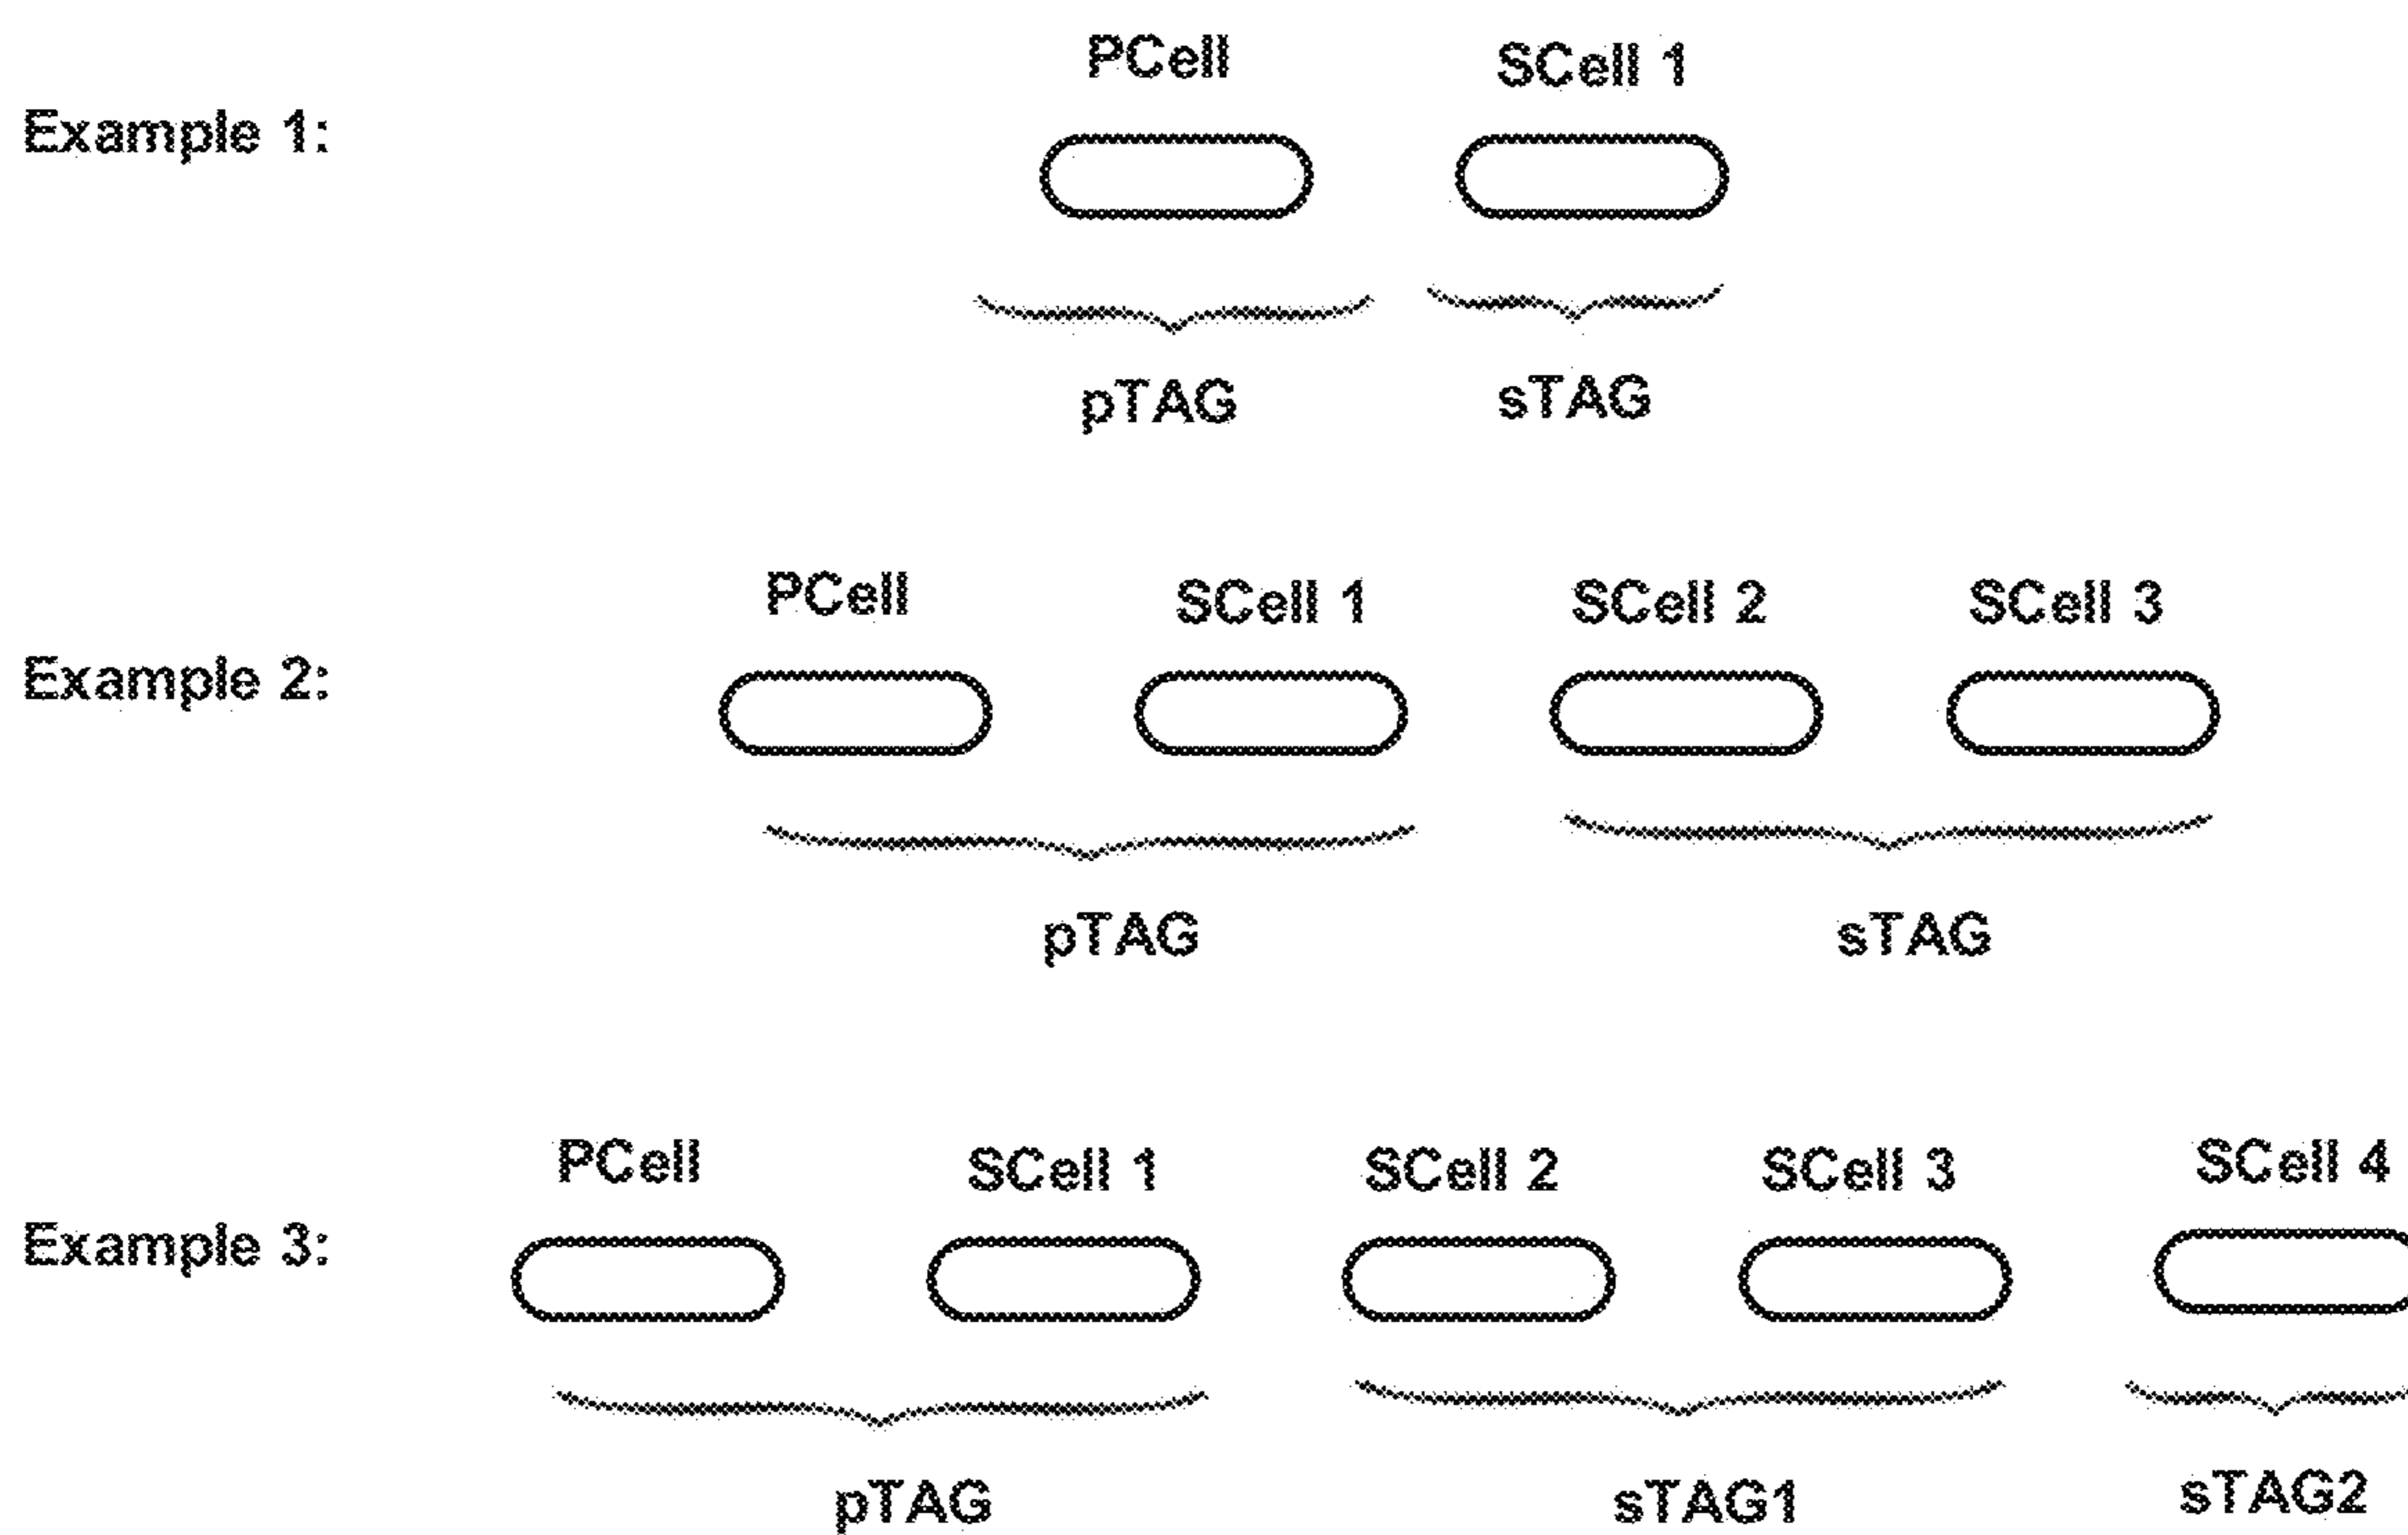 PCell SCell 1
Example 1:
pTAG sTAG
PCell SCell 1 SCell 2 SCell 3
Example 2:
pTAG sTAG
PCell SCell 1 SCell 2 SCell 3 SCell 4
Example 3:
pTAG sTAG1 sTAG2